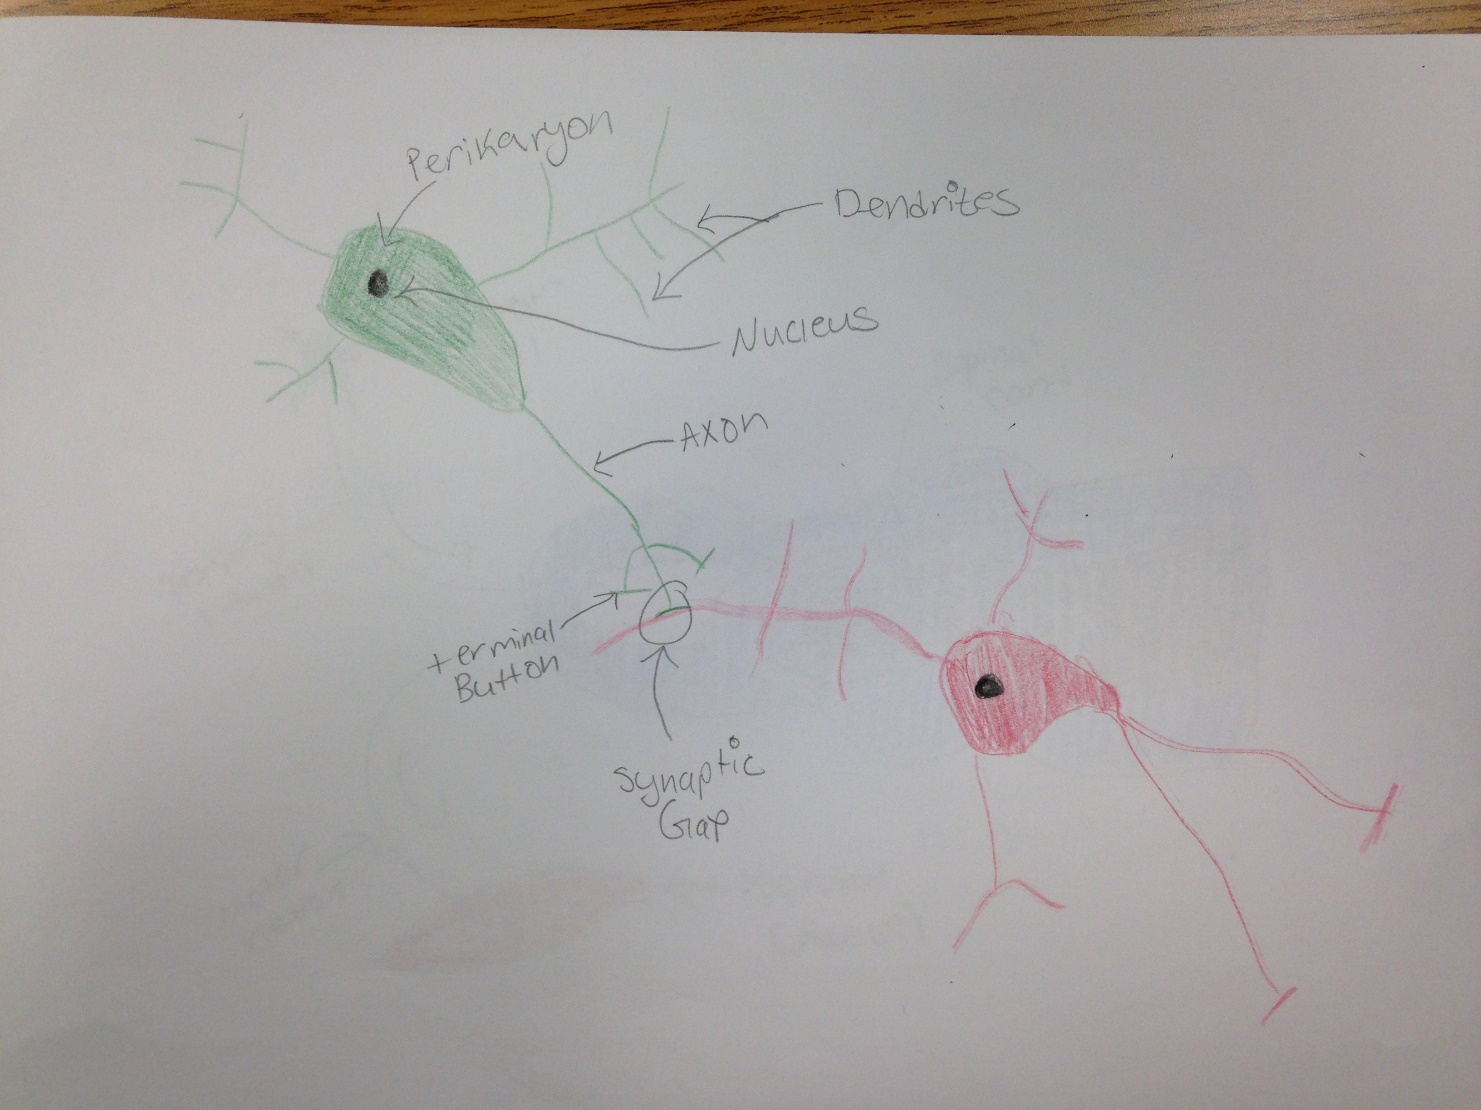 Perikaryon
Dendrites
Nucleus
Axon
terminal
Button
Synaptic
Gap